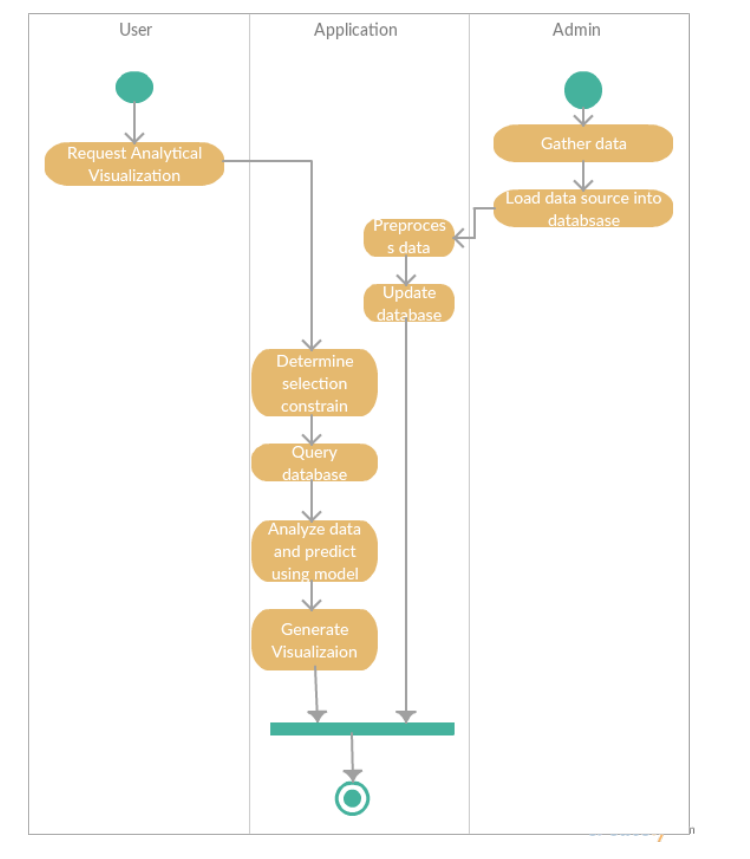 User
Application
Admin
Request Analytical
Visualization
Gather data
Load data source into
databsase
Preproces
s data
Update
database
Determine
selection
constrain
Query
database
Analyze data
and predict
using model
Generate
Visualizaion